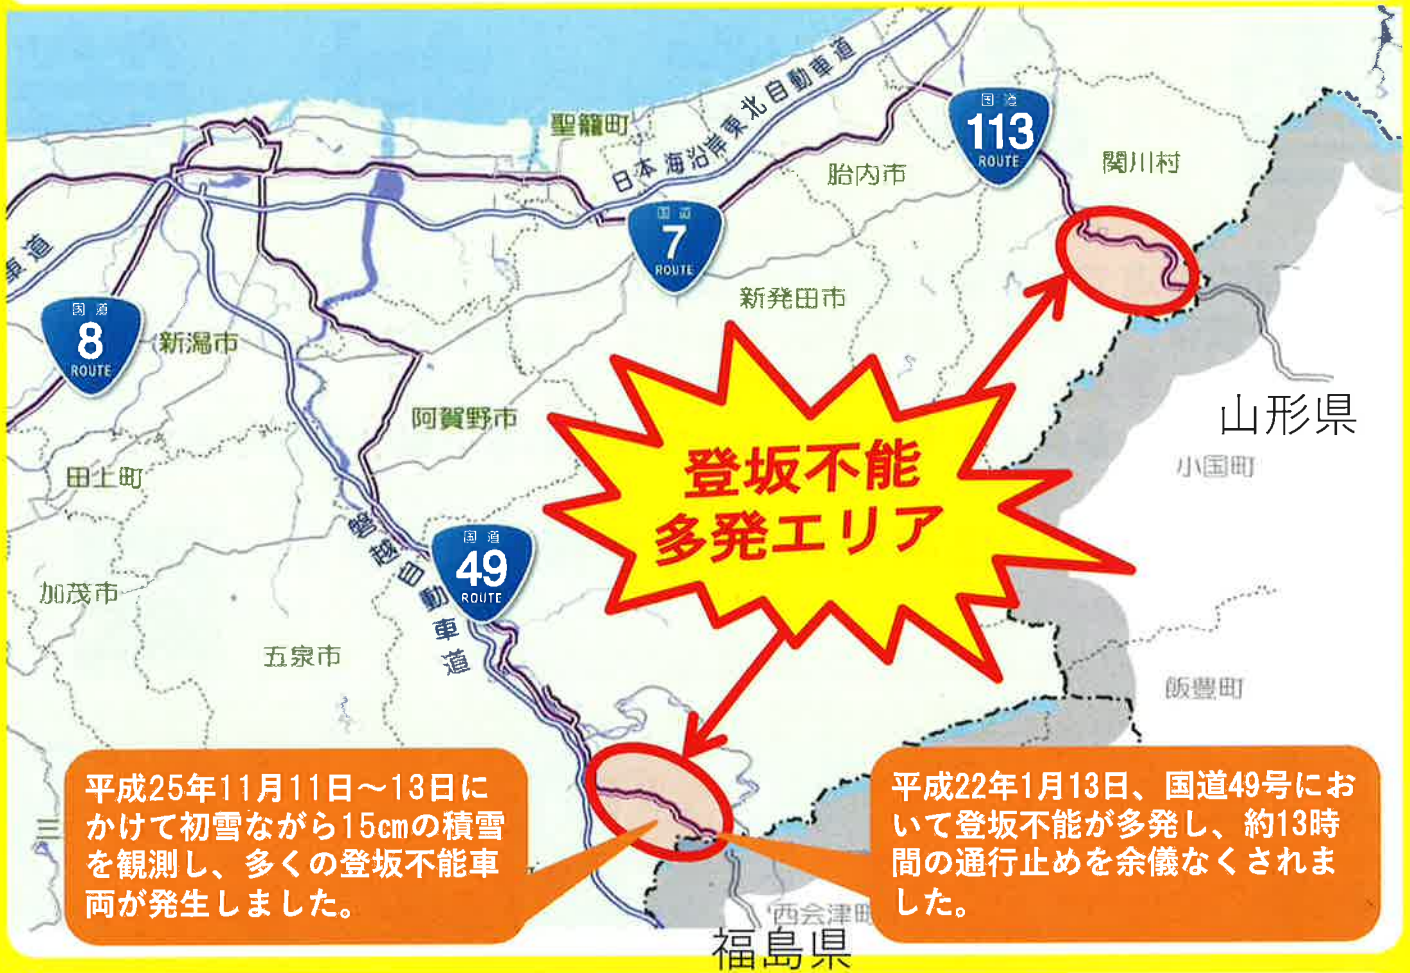 日本海沿岸東北自動車道
聖籠町
国道
113
ROUTE
関川村
胎内市
国道
7
ROUTE
新発田市
車道
国道
8
ROUTE
新潟市
阿賀野市
山形県
小国町
田上町
登坂不能
多発エリア
磐越自動車道
国道
49
ROUTE
加茂市
五泉市
飯豊町
平成25年11月11日～13日に
かけて初雪ながら15㎝の積雪
を観測し、多くの登坂不能車
両が発生しました。
平成22年1月13日、国道49号にお
いて登坂不能が多発し、約13時
間の通行止めを余儀なくされま
した。
西会津町
福島県